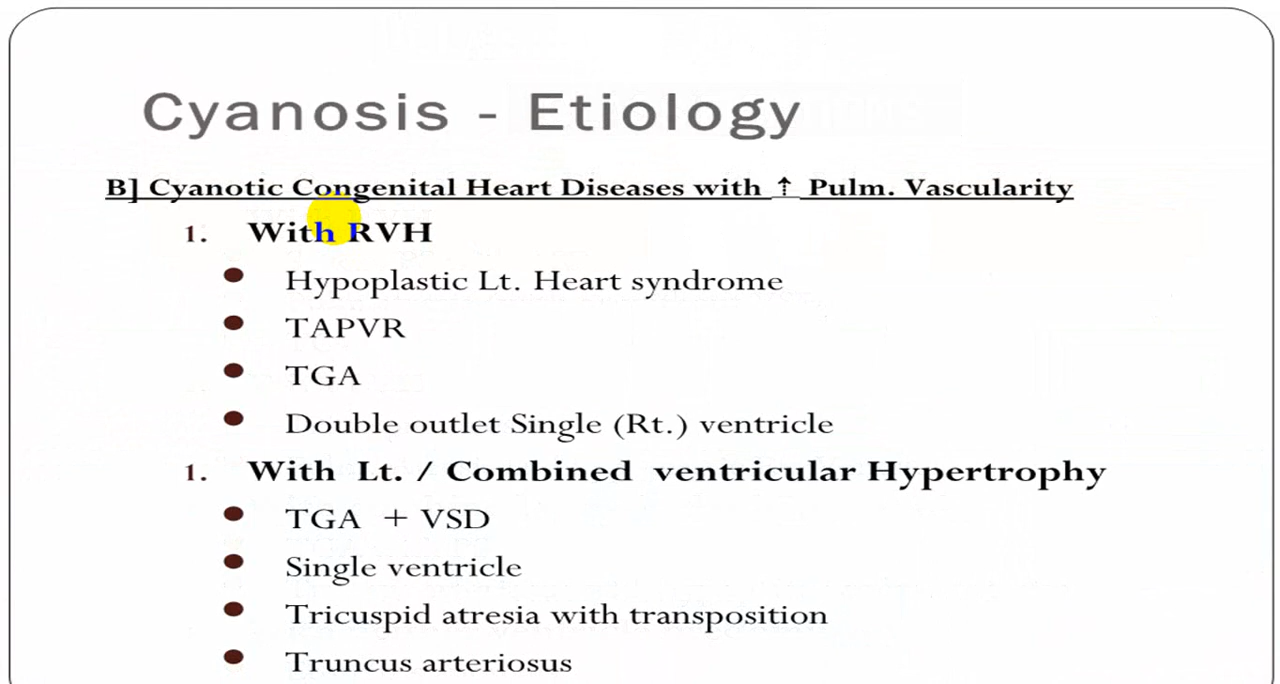 Cyanosis - Etiology
B] Cyanotic Congenital Heart Diseases with ↑ Pulm. Vascularity
1. With RVH
● Hypoplastic Lt. Heart syndrome
● TAPVR
● TGA
● Double outlet Single (Rt.) ventricle
1. With Lt. / Combined ventricular Hypertrophy
● TGA + VSD
● Single ventricle
● Tricuspid atresia with transposition
● Truncus arteriosus